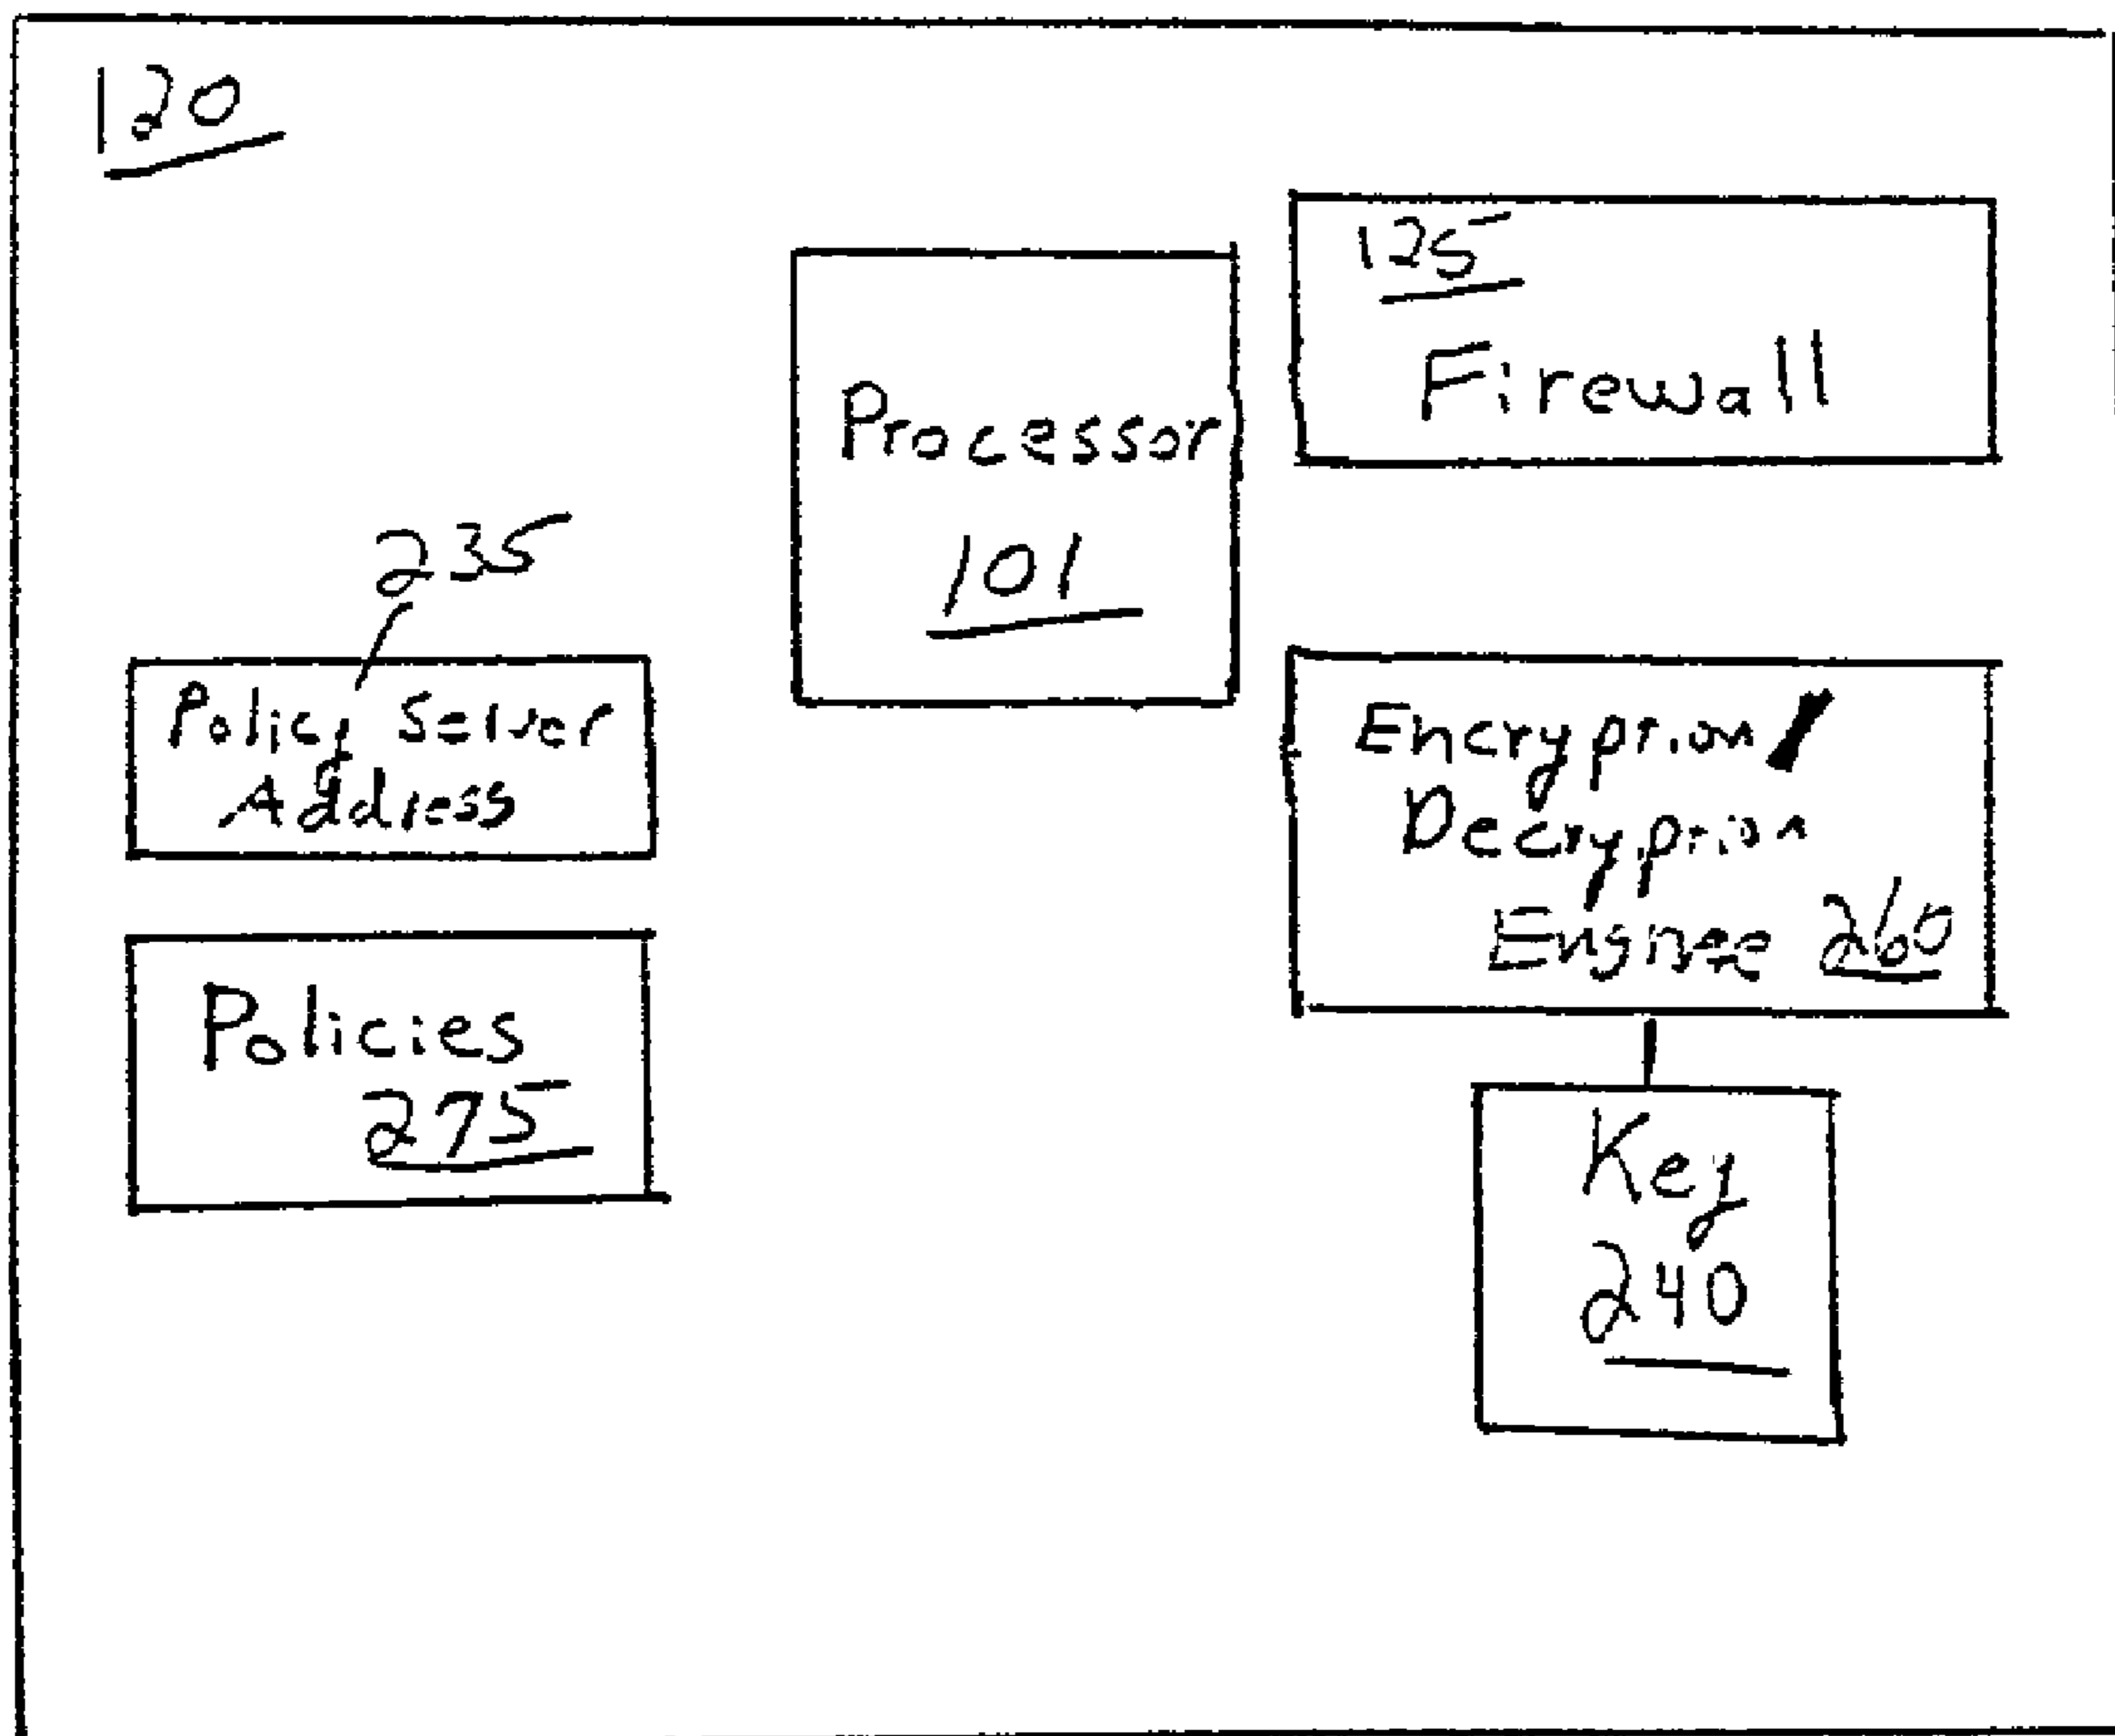 120
125
Firewall
Processor
101
235
Policy Server
Address
Encryption/
Decryption
Engine 260
Policies
275
Key
240